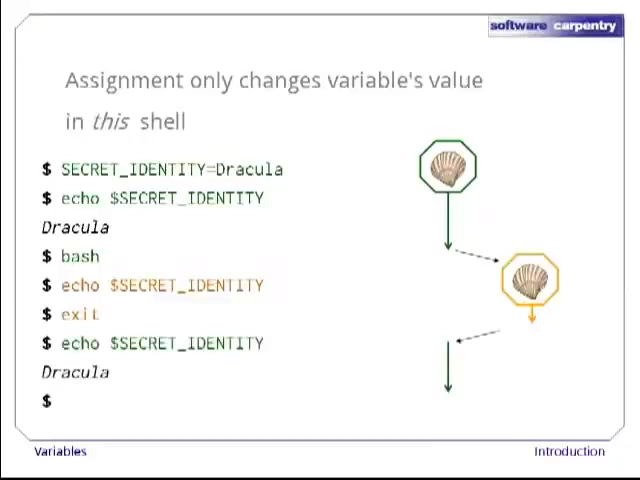 software carpentry
Assignment only changes variable's value
in this shell
$ SECRET_IDENTITY=Dracula
$ echo $SECRET_IDENTITY
Dracula
$ bash
$ echo $SECRET_IDENTITY
$ exit
$ echo $SECRET_IDENTITY
Dracula
$
Variables
Introduction